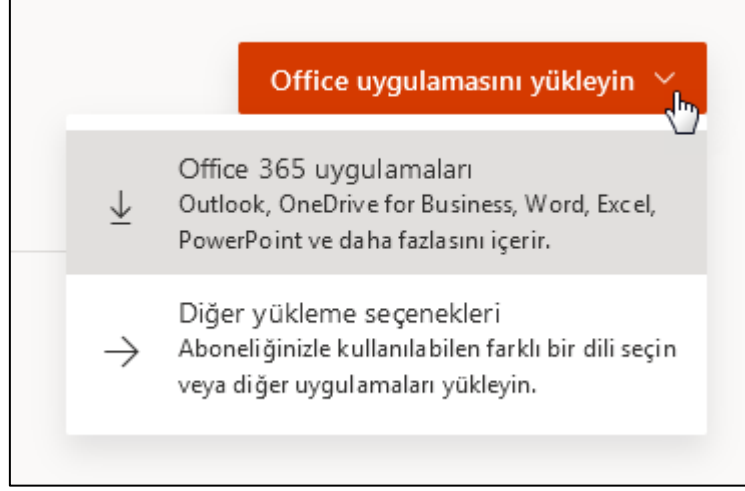 Office uygulamasını yükleyin
Office 365 uygulamaları
Outlook, OneDrive for Business, Word, Excel,
PowerPoint ve daha fazlasını içerir.
Diğer yükleme seçenekleri
Aboneliğinizle kullanılabilen farklı bir dili seçin
veya diğer uygulamaları yükleyin.